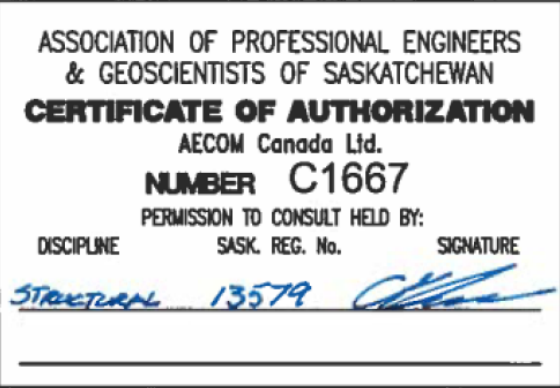 ASSOCIATION OF PROFESSIONAL ENGINEERS
& GEOSCIENTISTS OF SASKATCHEWAN
CERTIFICATE OF AUTHORIZATION
AECOM Canada Ltd.
NUMBER C1667
PERMISSION TO CONSULT HELD BY:
DISCIPLINE SASK. REG. No. SIGNATURE
STRUCTURAL 13579